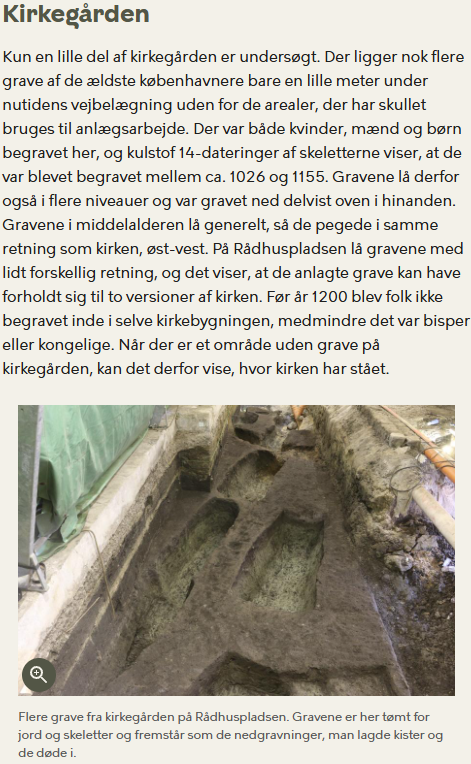 Kirkegården
Kun en lille del af kirkegården er undersøgt. Der ligger nok flere
grave af de ældste københavnere bare en lille meter under
nutidens vejbelægning uden for de arealer, der har skullet
bruges til anlægsarbejde. Der var både kvinder, mænd og børn
begravet her, og kulstof 14-dateringer af skeletterne viser, at de
var blevet begravet mellem ca. 1026 og 1155. Gravene lå derfor
også i flere niveauer og var gravet ned delvist oven i hinanden.
Gravene i middelalderen lå generelt, så de pegede i samme
retning som kirken, øst-vest. På Rådhuspladsen lå gravene med
lidt forskellig retning, og det viser, at de anlagte grave kan have
forholdt sig til to versioner af kirken. Før år 1200 blev folk ikke
begravet inde i selve kirkebygningen, medmindre det var bisper
eller kongelige. Når der er et område uden grave på
kirkegården, kan det derfor vise, hvor kirken har stået.
Flere grave fra kirkegården på Rådhuspladsen. Gravene er her tømt for
jord og skeletter og fremstår som de nedgravninger, man lagde kister og
de døde i.